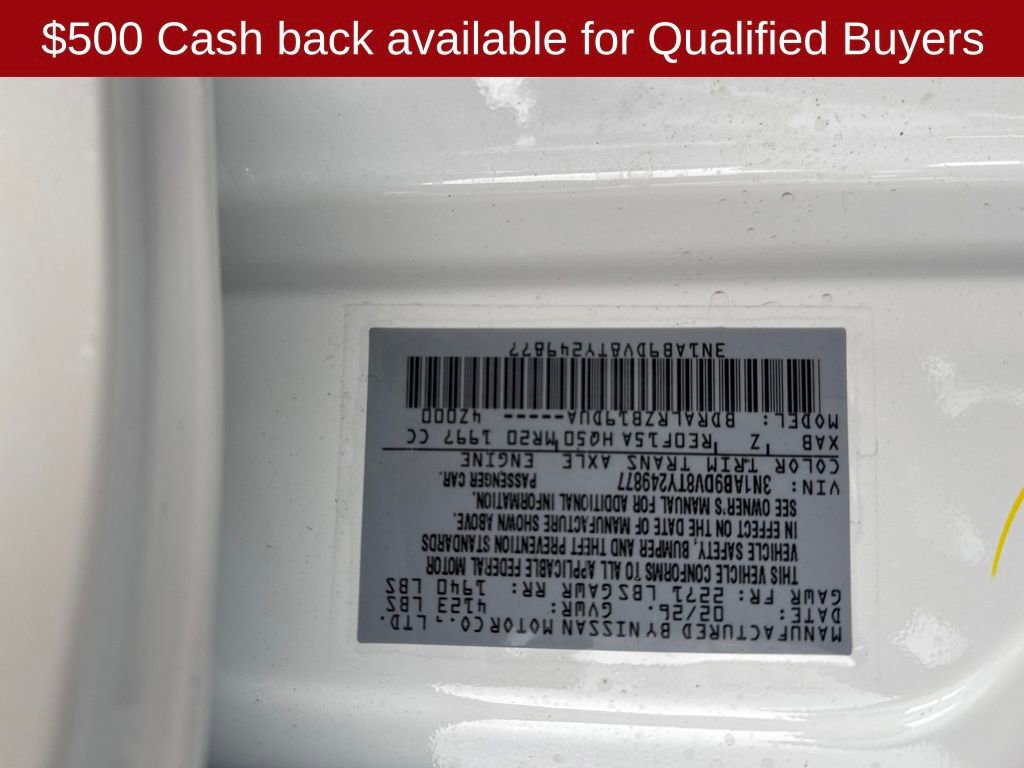 $500 Cash back available for Qualified Buyers
MANUFACTURED BY NISSAN MOTOR CO., LTD.
DATE: 02/26. GVWR: 4123 LBS
GAWR FR: 2271 LBS GAWR RR: 1940 LBS
THIS VEHICLE CONFORMS TO ALL APPLICABLE FEDERAL MOTOR
VEHICLE SAFETY, BUMPER AND THEFT PREVENTION STANDARDS
IN EFFECT ON THE DATE OF MANUFACTURE SHOWN ABOVE.
SEE OWNER'S MANUAL FOR ADDITIONAL INFORMATION.
VIN: 3N1AB9DV8TY249877 PASSENGER CAR.
COLOR TRIM TRANS AXLE ENGINE
XAB Z RE0F15A HQ50 MR20 1997 CC
MODEL: BDRALRZB19DUA----- 4Z000
3N1AB9DV8TY249877